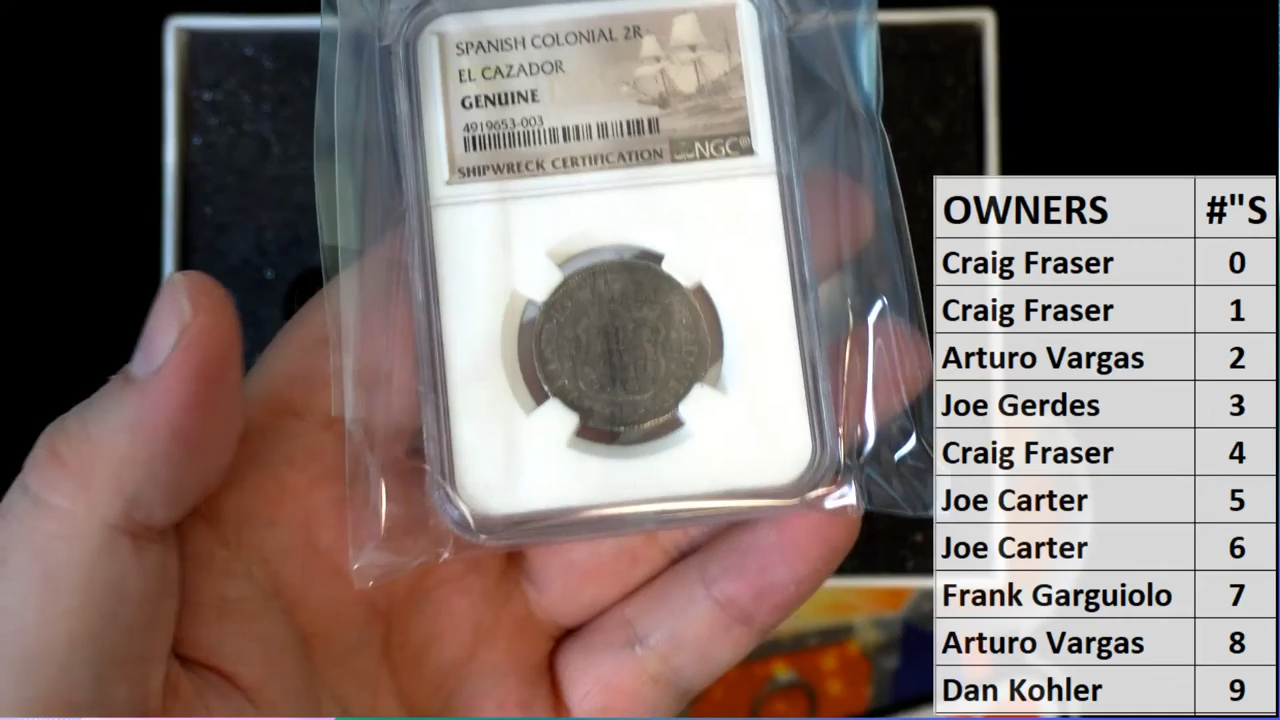 SPANISH COLONIAL 2R
EL CAZADOR
GENUINE
4919653-003
SHIPWRECK CERTIFICATION NGC®
OWNERS #"S
Craig Fraser 0
Craig Fraser 1
Arturo Vargas 2
Joe Gerdes 3
Craig Fraser 4
Joe Carter 5
Joe Carter 6
Frank Garguiolo 7
Arturo Vargas 8
Dan Kohler 9